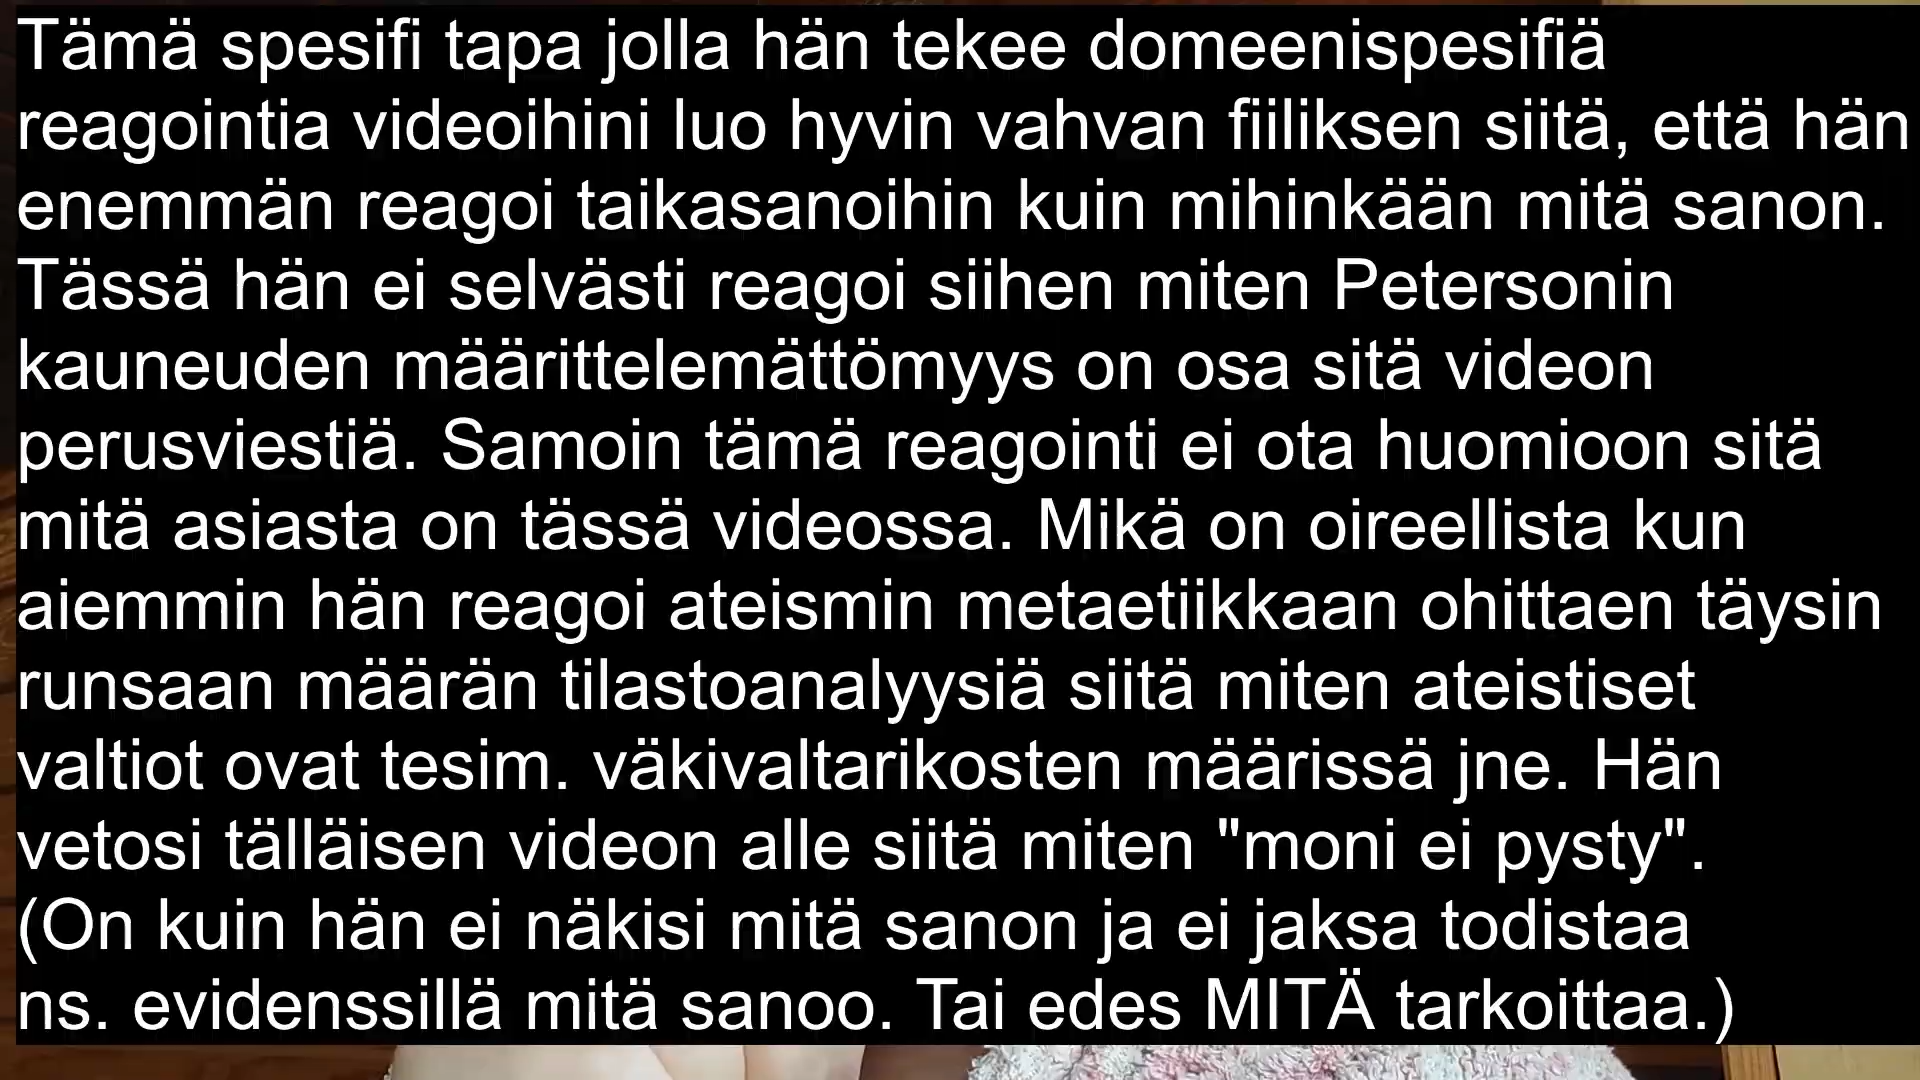 Tämä spesifi tapa jolla hän tekee domeenispesifiä
reagointia videoihini luo hyvin vahvan fiiliksen siitä, että hän
enemmän reagoi taikasanoihin kuin mihinkään mitä sanon.
Tässä hän ei selvästi reagoi siihen miten Petersonin
kauneuden määrittelemättömyys on osa sitä videon
perusviestiä. Samoin tämä reagointi ei ota huomioon sitä
mitä asiasta on tässä videossa. Mikä on oireellista kun
aiemmin hän reagoi ateismin metaetiikkaan ohittaen täysin
runsaan määrän tilastoanalyysiä siitä miten ateistiset
valtiot ovat tesim. väkivaltarikosten määrissä jne. Hän
vetosi tälläisen videon alle siitä miten "moni ei pysty".
(On kuin hän ei näkisi mitä sanon ja ei jaksa todistaa
ns. evidenssillä mitä sanoo. Tai edes MITÄ tarkoittaa.)